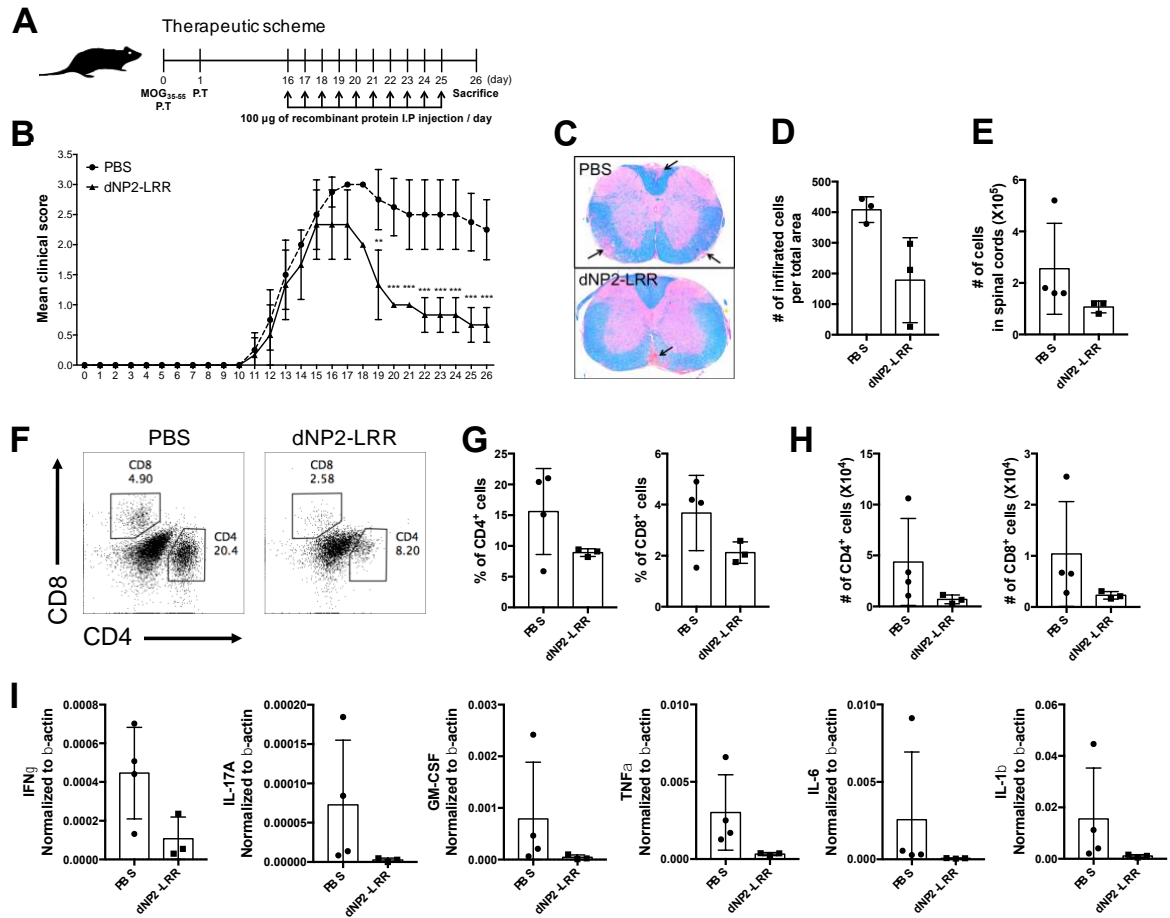 A
Therapeutic scheme
0 1 16 17 18 19 20 21 22 23 24 25 26 (day)
MOG35-55 P.T Sacrifice
P.T
100 µg of recombinant protein I.P injection / day
B
Mean clinical score
3.5
3.0
2.5
2.0
1.5
1.0
0.5
0.0
PBS
dNP2-LRR
**
*** *** *** *** *** *** ***
0 1 2 3 4 5 6 7 8 9 10 11 12 13 14 15 16 17 18 19 20 21 22 23 24 25 26
C
PBS
dNP2-LRR
D
# of infilrated cells
per total area
500
400
300
200
100
0
PBS
dNP2-LRR
E
# of cells
in spinal cords (X10⁵)
6
4
2
0
PBS
dNP2-LRR
F
PBS
dNP2-LRR
CD8
4.90
CD4
20.4
CD8
2.58
CD4
8.20
CD8
CD4
G
% of CD4⁺ cells
25
20
15
10
5
0
PBS
dNP2-LRR
% of CD8⁺ cells
6
4
2
0
PBS
dNP2-LRR
H
# of CD4⁺ cells (X10⁴)
15
10
5
0
PBS
dNP2-LRR
# of CD8⁺ cells (X10⁴)
3
2
1
0
PBS
dNP2-LRR
I
IFNg
Normalized to b-actin
0.0008
0.0006
0.0004
0.0002
0.0000
PBS
dNP2-LRR
IL-17A
Normalized to b-actin
0.00020
0.00015
0.00010
0.00005
0.00000
PBS
dNP2-LRR
GM-CSF
Normalized to b-actin
0.003
0.002
0.001
0.000
PBS
dNP2-LRR
TNFa
Normalized to b-actin
0.010
0.005
0.000
PBS
dNP2-LRR
IL-6
Normalized to b-actin
0.010
0.005
0.000
PBS
dNP2-LRR
IL-1b
Normalized to b-actin
0.06
0.04
0.02
0.00
PBS
dNP2-LRR